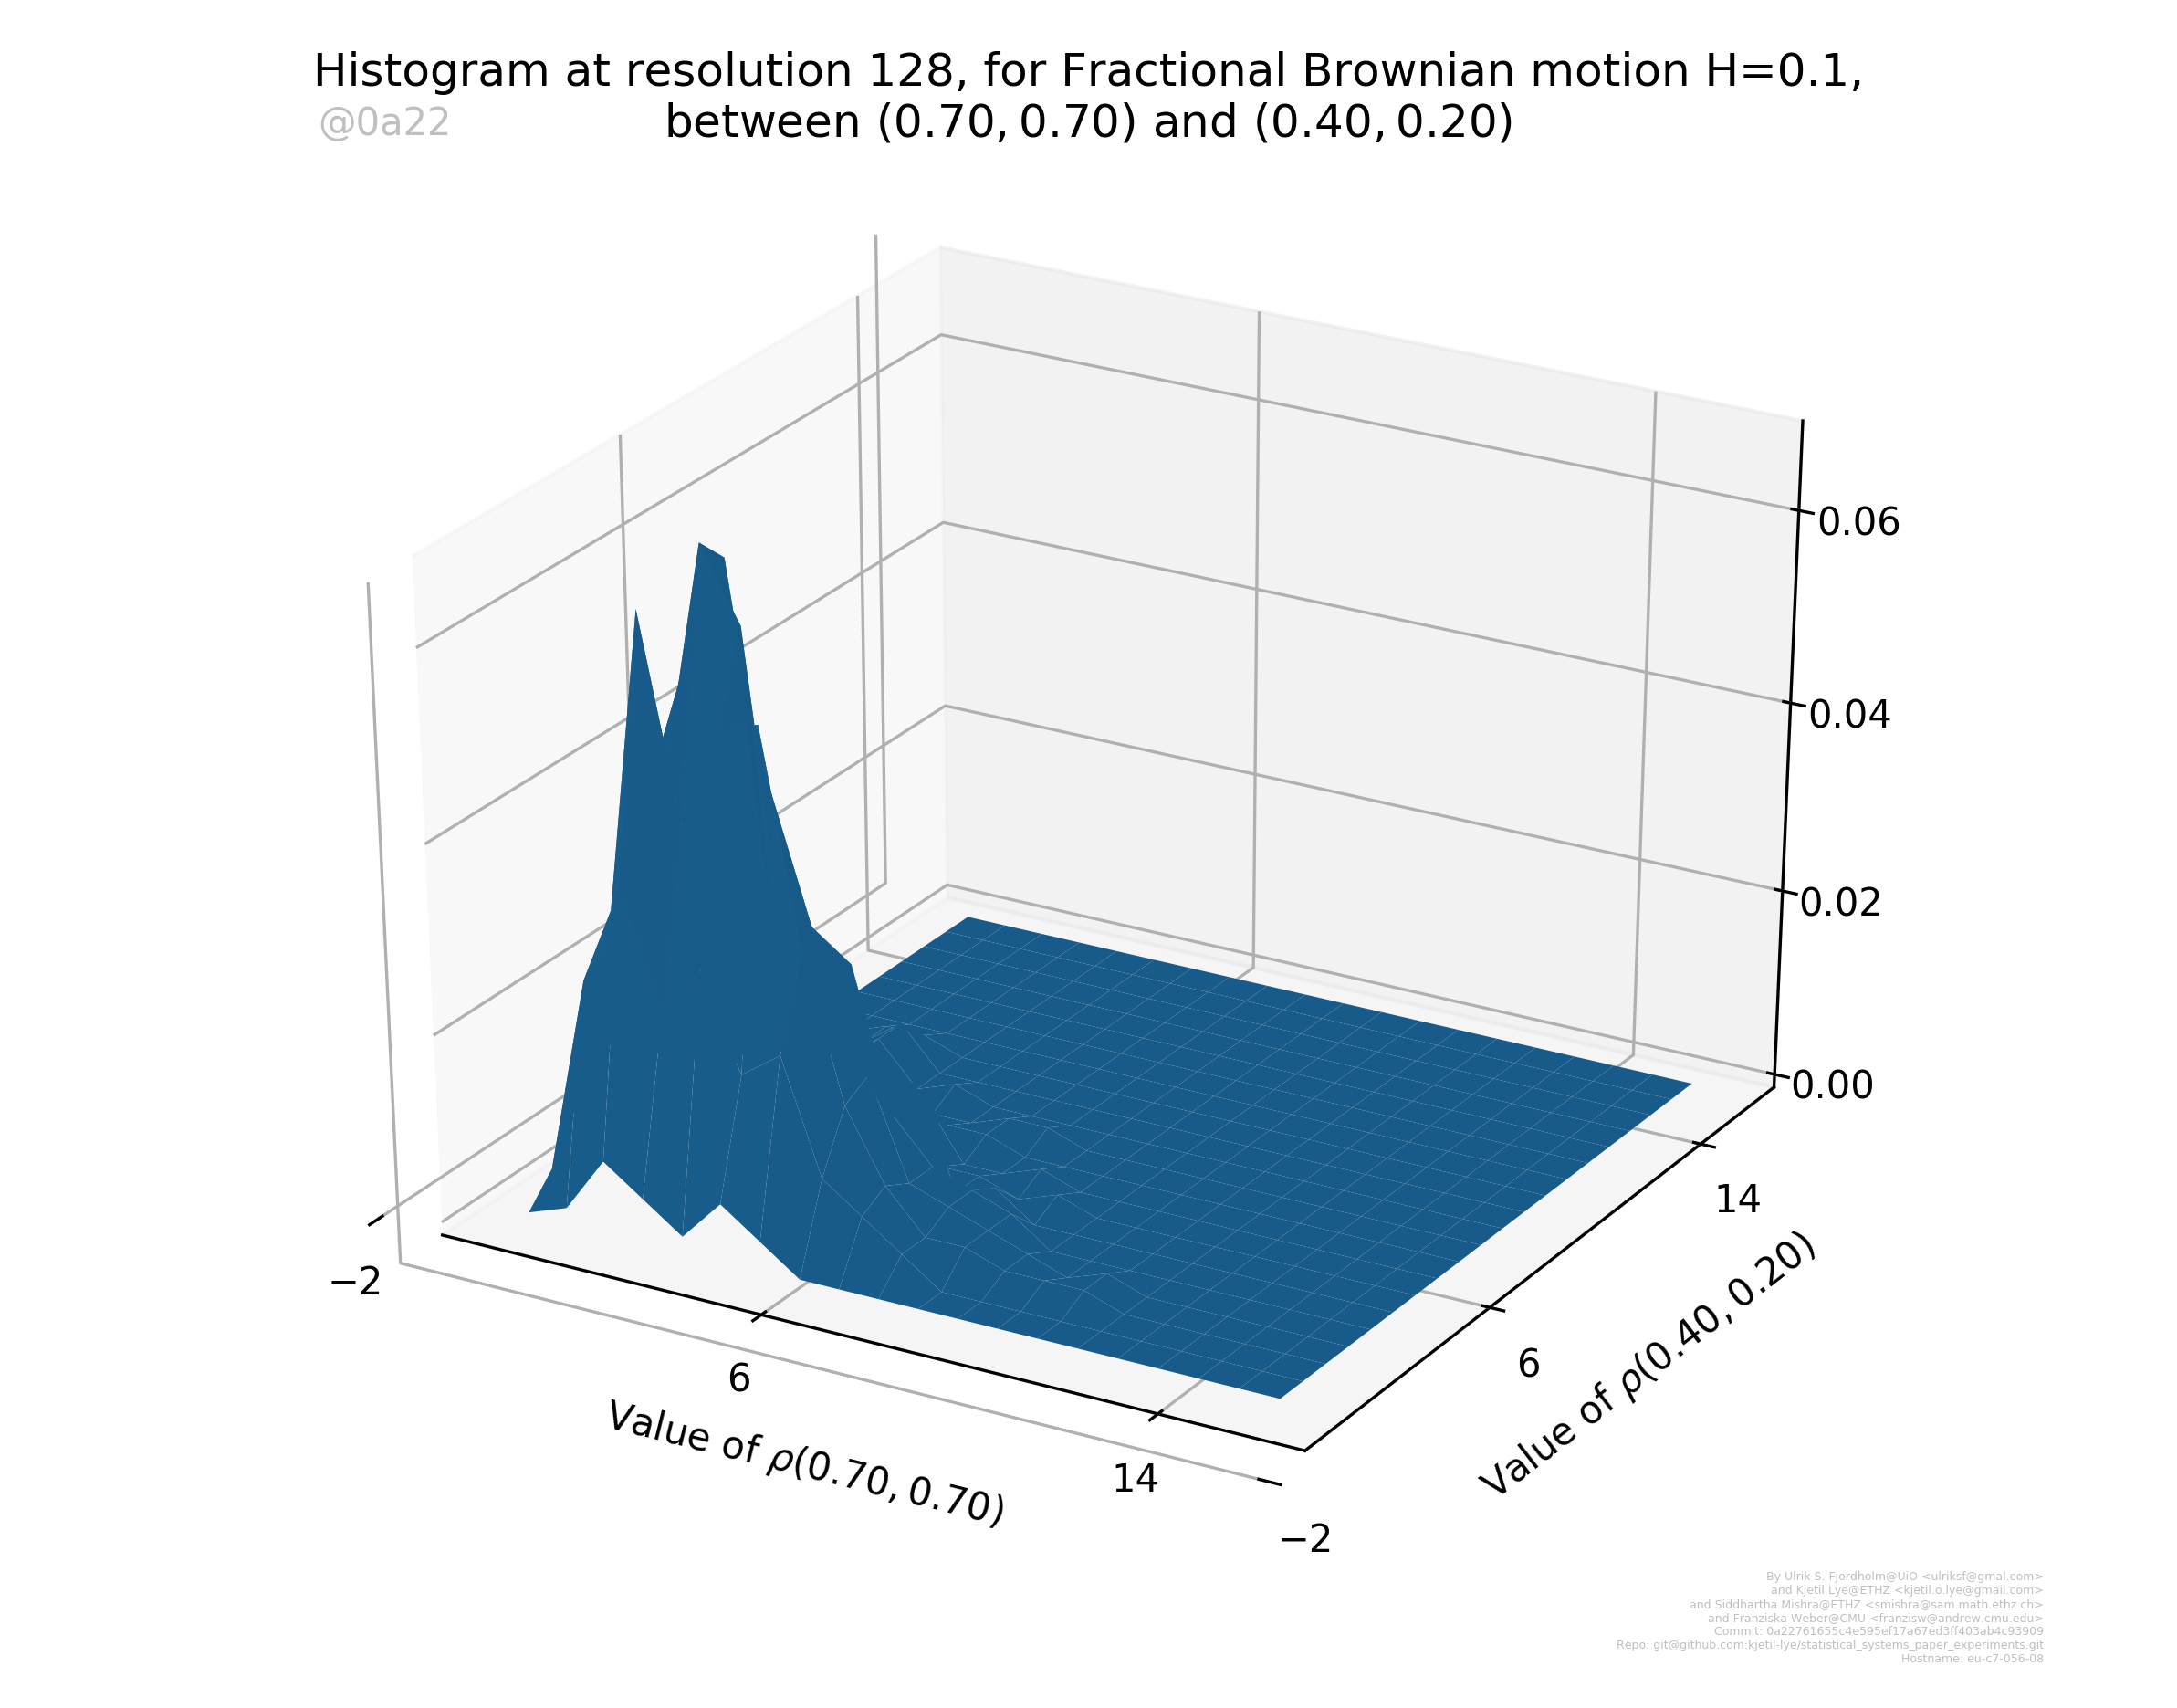 Histogram at resolution 128, for Fractional Brownian motion H=0.1,
@0a22
between (0.70, 0.70) and (0.40, 0.20)
0.06
0.04
0.02
0.00
14
6
−2
Value of ρ(0.40, 0.20)
−2
6
14
Value of ρ(0.70, 0.70)
By Ulrik S. Fjordholm@UiO <ulriksf@gmal.com>
and Kjetil Lye@ETHZ <kjetil.o.lye@gmail.com>
and Siddhartha Mishra@ETHZ <smishra@sam.math.ethz.ch>
and Franziska Weber@CMU <franzisw@andrew.cmu.edu>
Commit: 0a22761655c4e595ef17a67ed3ff403ab4c93909
Repo: git@github.com:kjetil-lye/statistical_systems_paper_experiments.git
Hostname: eu-c7-056-08